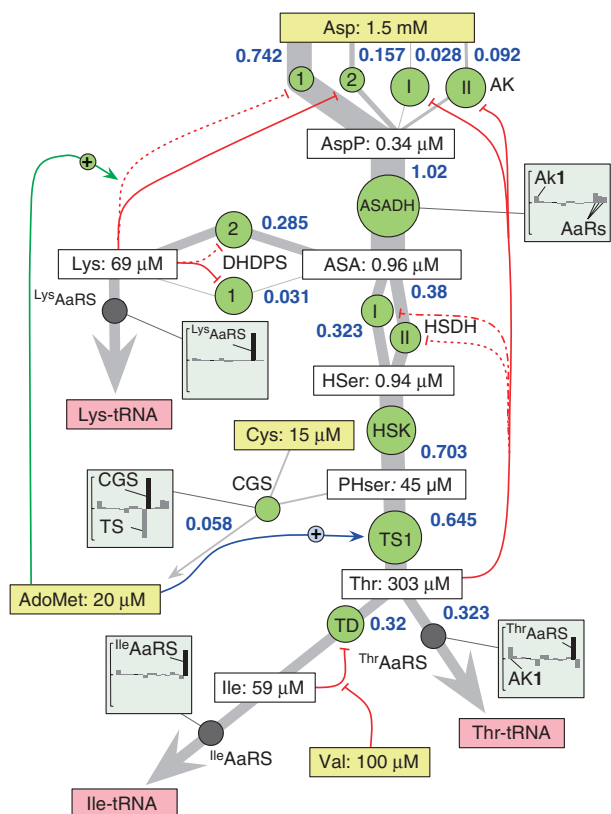 Asp: 1.5 mM
0.742
0.157
0.028
0.092
1
2
I
II
AK
AspP: 0.34 µM
+
1.02
ASADH
Ak1
AaRs
2
0.285
Lys: 69 µM
DHDPS
ASA: 0.96 µM
1
0.031
0.38
LysAaRS
I
HSDH
0.323
II
LysAaRS
HSer: 0.94 µM
Lys-tRNA
HSK
Cys: 15 µM
0.703
CGS
CGS
PHser: 45 µM
TS
0.058
0.645
+
TS1
AdoMet: 20 µM
Thr: 303 µM
TD
0.32
0.323
ThrAaRS
IleAaRS
ThrAaRS
AK1
Ile: 59 µM
Thr-tRNA
IleAaRS
Val: 100 µM
Ile-tRNA